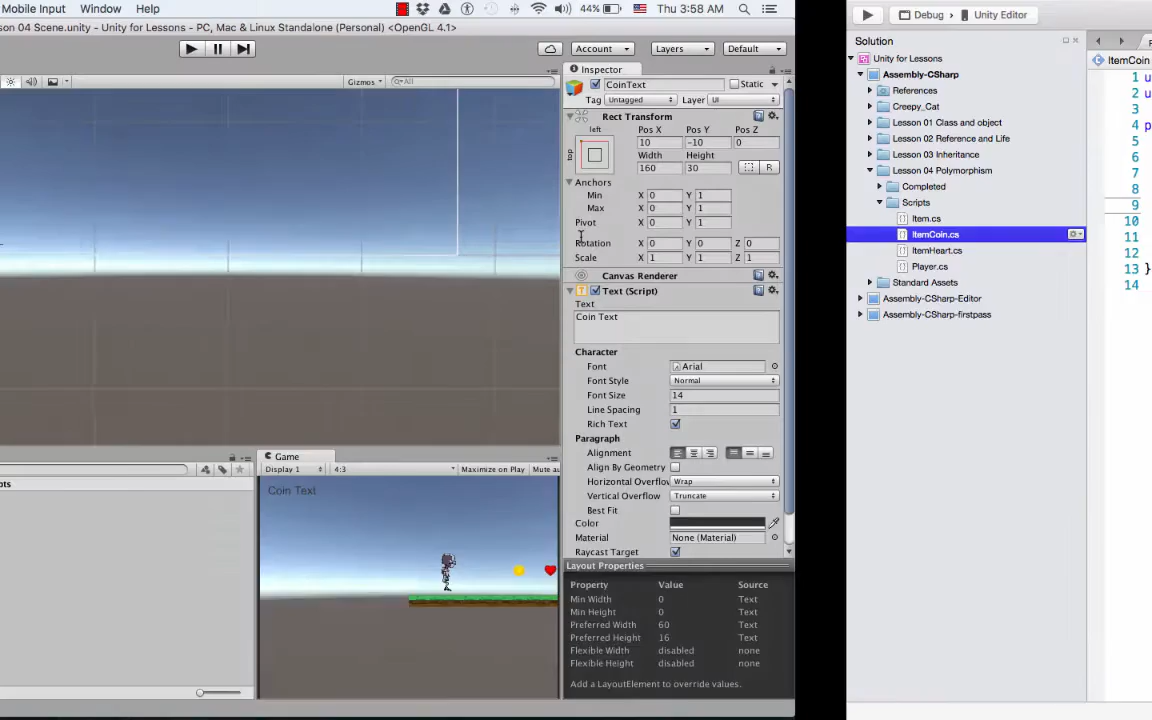 Mobile Input Window Help 44% Thu 3:58 AM
son 04 Scene.unity - Unity for Lessons - PC, Mac & Linux Standalone (Personal) <OpenGL 4.1>
Account Layers Default
Gizmos All
Inspector
CoinText Static
Tag Untagged Layer UI
Rect Transform
left Pos X Pos Y Pos Z
top 10 -10 0
Width Height
160 30 R
Anchors
Min X 0 Y 1
Max X 0 Y 1
Pivot X 0 Y 1
Rotation X 0 Y 0 Z 0
Scale X 1 Y 1 Z 1
Canvas Renderer
Text (Script)
Text
Coin Text
Character
Font Arial
Font Style Normal
Font Size 14
Line Spacing 1
Rich Text
Paragraph
Alignment
Align By Geometry
Horizontal Overflow Wrap
Vertical Overflow Truncate
Best Fit
Color
Material None (Material)
Raycast Target
Layout Properties
Property Value Source
Min Width 0 Text
Min Height 0 Text
Preferred Width 60 Text
Preferred Height 16 Text
Flexible Width disabled none
Flexible Height disabled none
Add a LayoutElement to override values.
pts
Game
Display 1 4:3 Maximize on Play Mute au
Coin Text
Debug Unity Editor
Solution
Unity for Lessons
Assembly-CSharp
References
Creepy_Cat
Lesson 01 Class and object
Lesson 02 Reference and Life
Lesson 03 Inheritance
Lesson 04 Polymorphism
Completed
Scripts
Item.cs
ItemCoin.cs
ItemHeart.cs
Player.cs
Standard Assets
Assembly-CSharp-Editor
Assembly-CSharp-firstpass
ItemCoin
1 u
2 u
3
4 p
5
6
7
8
9
10
11
12
13 }
14